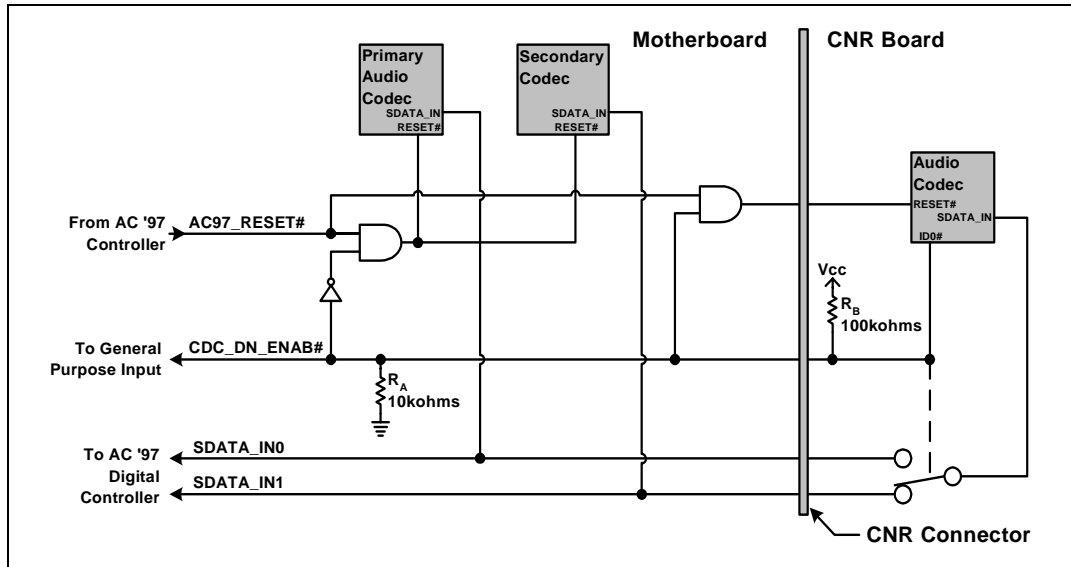 Motherboard
CNR Board
Primary
Audio
Codec
SDATA_IN
RESET#
Secondary
Codec
SDATA_IN
RESET#
Audio
Codec
RESET#
SDATA_IN
ID0#
From AC '97
Controller
AC97_RESET#
Vcc
RB
100kohms
To General
Purpose Input
CDC_DN_ENAB#
RA
10kohms
To AC '97
Digital
Controller
SDATA_IN0
SDATA_IN1
CNR Connector